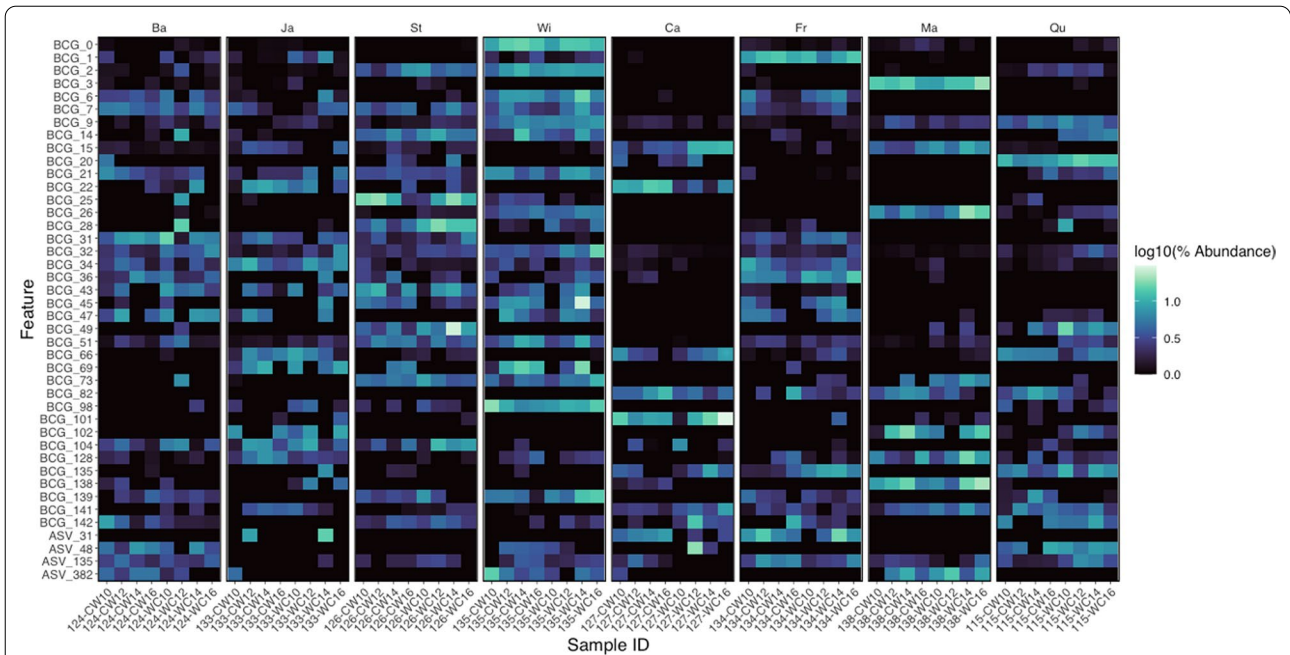 Ba Ja St Wi Ca Fr Ma Qu
BCG_0
BCG_1
BCG_2
BCG_3
BCG_6
BCG_7
BCG_9
BCG_14
BCG_15
BCG_20
BCG_21
BCG_22
BCG_25
BCG_26
BCG_28
BCG_31
BCG_32
BCG_34
BCG_36
BCG_43
BCG_45
BCG_47
BCG_49
BCG_51
BCG_66
BCG_69
BCG_73
BCG_82
BCG_98
BCG_101
BCG_102
BCG_104
BCG_128
BCG_135
BCG_138
BCG_139
BCG_141
BCG_142
ASV_31
ASV_48
ASV_135
ASV_382
Feature
124-CW10 124-CW12 124-CW14 124-CW16 124-WC10 124-WC12 124-WC14 124-WC16
133-CW10 133-CW12 133-CW14 133-CW16 133-WC10 133-WC12 133-WC14 133-WC16
126-CW10 126-CW12 126-CW14 126-CW16 126-WC10 126-WC12 126-WC14 126-WC16
135-CW10 135-CW12 135-CW14 135-CW16 135-WC10 135-WC12 135-WC14 135-WC16
127-CW10 127-CW12 127-CW14 127-CW16 127-WC10 127-WC12 127-WC14 127-WC16
134-CW10 134-CW12 134-CW14 134-CW16 134-WC10 134-WC12 134-WC14 134-WC16
138-CW10 138-CW12 138-CW14 138-CW16 138-WC10 138-WC12 138-WC14 138-WC16
115-CW10 115-CW12 115-CW14 115-CW16 115-WC10 115-WC12 115-WC14 115-WC16
Sample ID
log10(% Abundance)
1.0
0.5
0.0